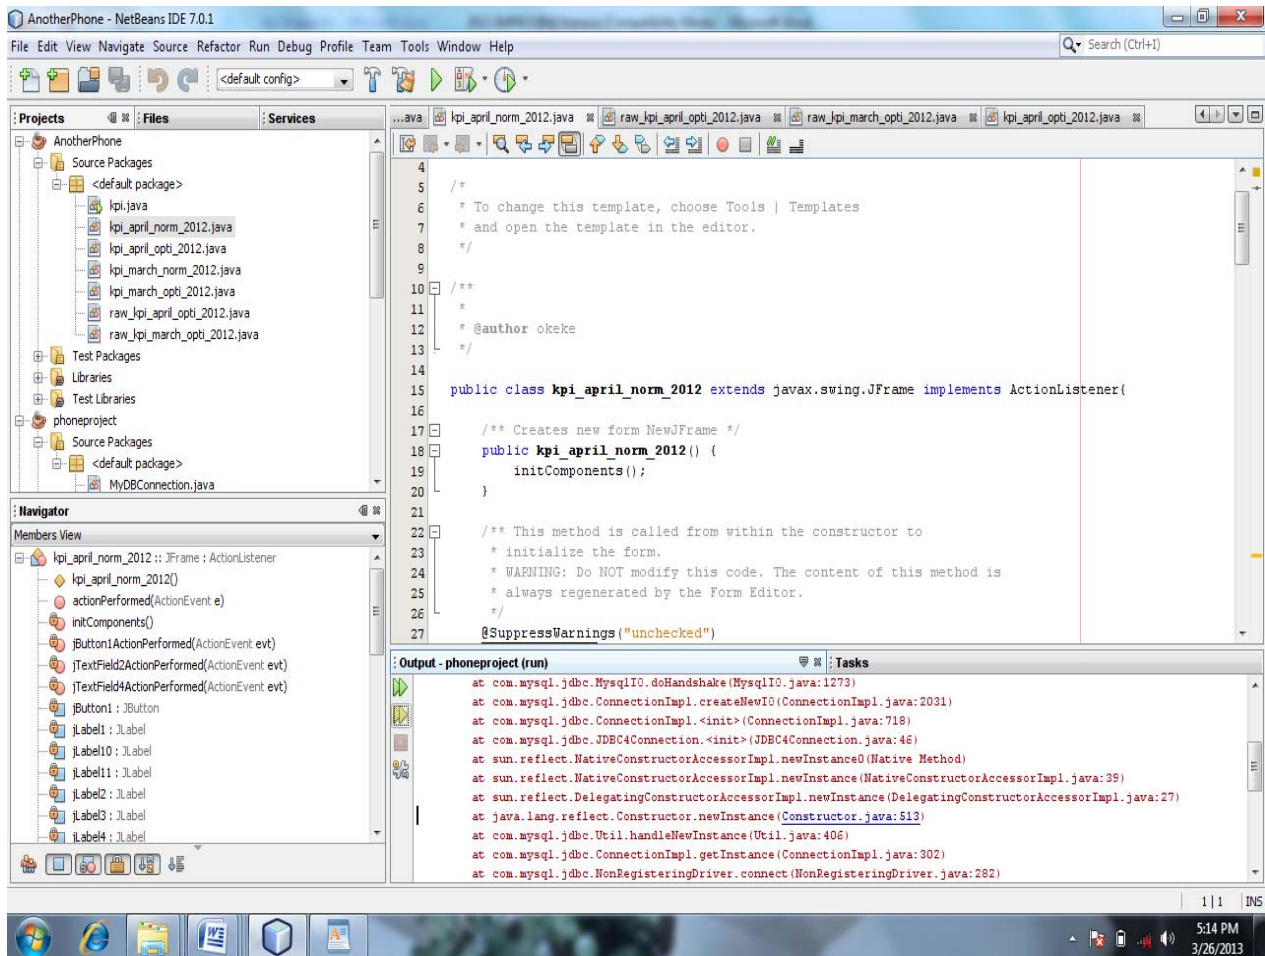 AnotherPhone - NetBeans IDE 7.0.1
File Edit View Navigate Source Refactor Run Debug Profile Team Tools Window Help
Search (Ctrl+I)
<default config>
Projects Files Services
AnotherPhone
Source Packages
<default package>
kpi.java
kpi_april_norm_2012.java
kpi_april_opti_2012.java
kpi_march_norm_2012.java
kpi_march_opti_2012.java
raw_kpi_april_opti_2012.java
raw_kpi_march_opti_2012.java
Test Packages
Libraries
Test Libraries
phoneproject
Source Packages
<default package>
MyDBConnection.java
Navigator
Members View
kpi_april_norm_2012 :: JFrame : ActionListener
kpi_april_norm_2012()
actionPerformed(ActionEvent e)
initComponents()
jButton1ActionPerformed(ActionEvent evt)
jTextField2ActionPerformed(ActionEvent evt)
jTextField4ActionPerformed(ActionEvent evt)
jButton1 : JButton
jLabel1 : JLabel
jLabel10 : JLabel
jLabel11 : JLabel
jLabel2 : JLabel
jLabel3 : JLabel
jLabel4 : JLabel
...ava kpi_april_norm_2012.java raw_kpi_april_opti_2012.java raw_kpi_march_opti_2012.java kpi_april_opti_2012.java
4
5 /*
6 * To change this template, choose Tools | Templates
7 * and open the template in the editor.
8 */
9
10 /**
11 *
12 * @author okeke
13 */
14
15 public class kpi_april_norm_2012 extends javax.swing.JFrame implements ActionListener{
16
17 /** Creates new form NewJFrame */
18 public kpi_april_norm_2012() {
19 initComponents();
20 }
21
22 /** This method is called from within the constructor to
23 * initialize the form.
24 * WARNING: Do NOT modify this code. The content of this method is
25 * always regenerated by the Form Editor.
26 */
27 @SuppressWarnings("unchecked")
Output - phoneproject (run) Tasks
at com.mysql.jdbc.MysqlIO.doHandshake(MysqlIO.java:1273)
at com.mysql.jdbc.ConnectionImpl.createNewIO(ConnectionImpl.java:2031)
at com.mysql.jdbc.ConnectionImpl.<init>(ConnectionImpl.java:718)
at com.mysql.jdbc.JDBC4Connection.<init>(JDBC4Connection.java:46)
at sun.reflect.NativeConstructorAccessorImpl.newInstance0(Native Method)
at sun.reflect.NativeConstructorAccessorImpl.newInstance(NativeConstructorAccessorImpl.java:39)
at sun.reflect.DelegatingConstructorAccessorImpl.newInstance(DelegatingConstructorAccessorImpl.java:27)
at java.lang.reflect.Constructor.newInstance(Constructor.java:513)
at com.mysql.jdbc.Util.handleNewInstance(Util.java:406)
at com.mysql.jdbc.ConnectionImpl.getInstance(ConnectionImpl.java:302)
at com.mysql.jdbc.NonRegisteringDriver.connect(NonRegisteringDriver.java:282)
1|1 INS
5:14 PM
3/26/2013